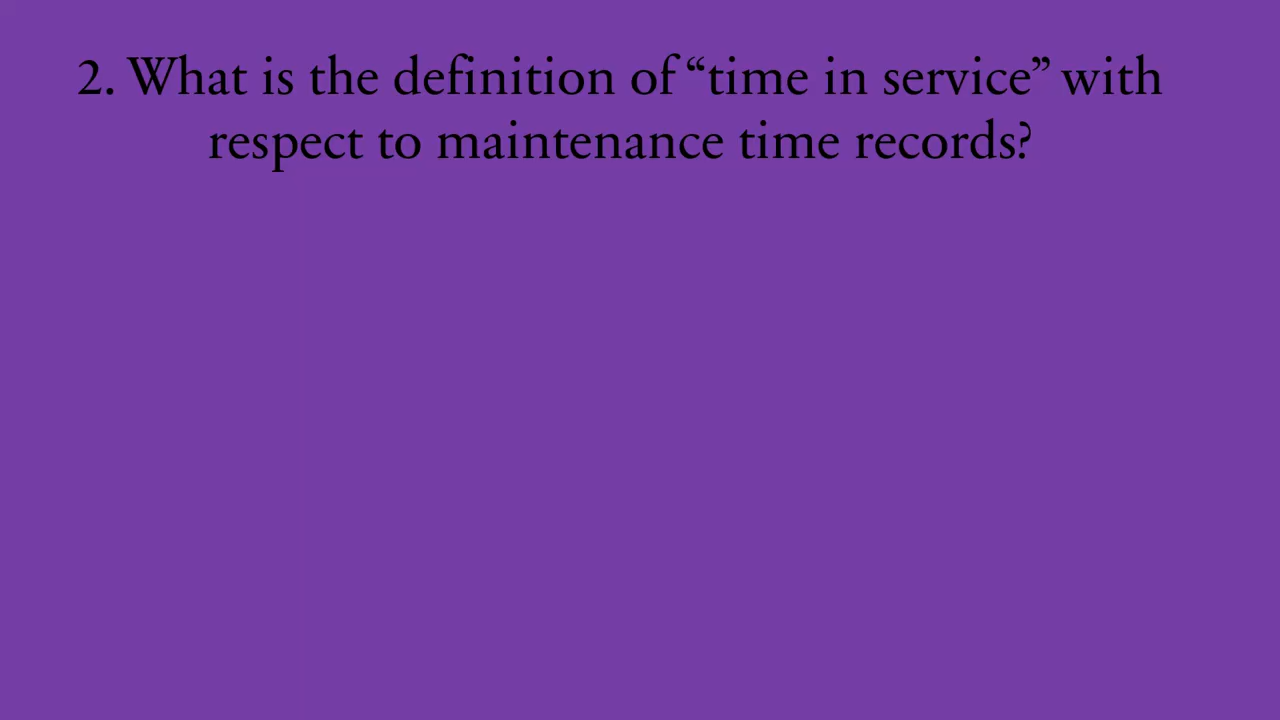 2. What is the definition of “time in service” with
respect to maintenance time records?